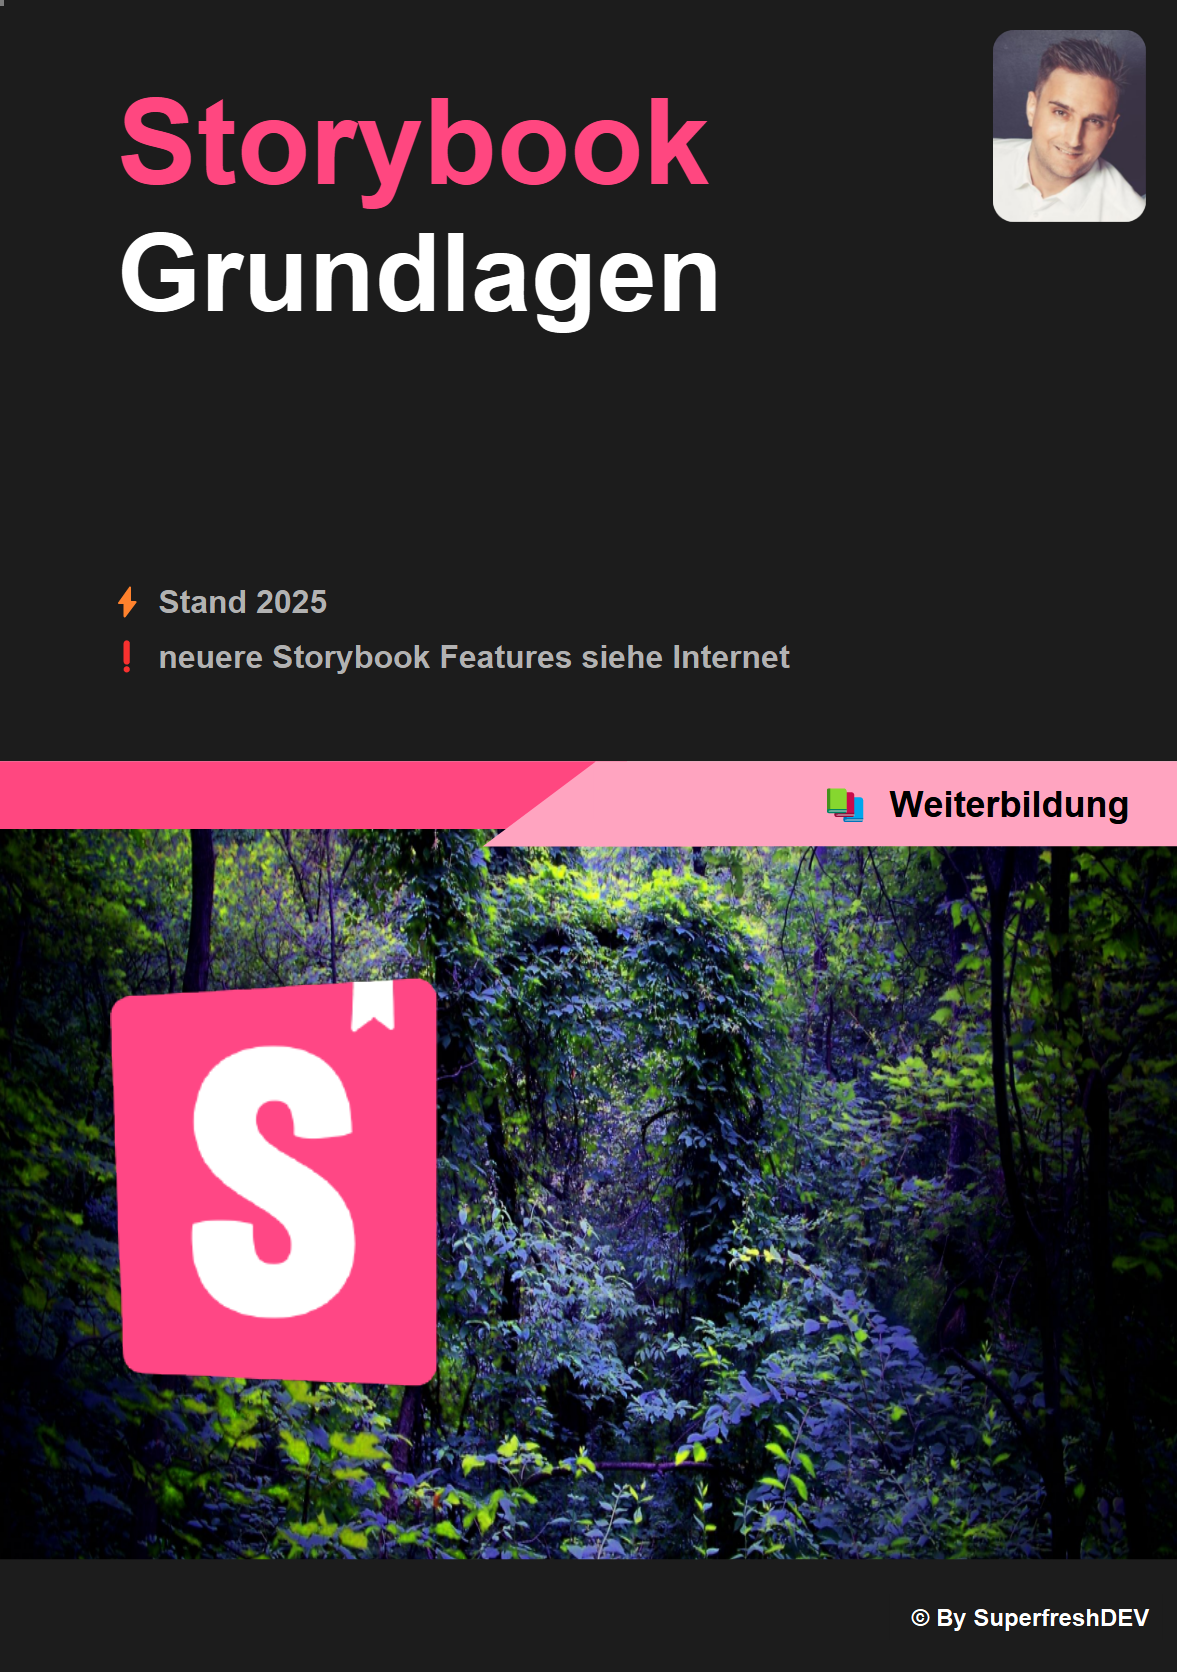 Storybook
Grundlagen
Stand 2025
neuere Storybook Features siehe Internet
Weiterbildung
S
© By SuperfreshDEV